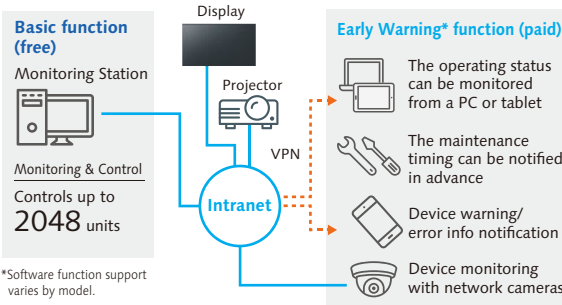 Basic function
(free)
Monitoring Station
Monitoring & Control
Controls up to
2048 units
*Software function support
varies by model.
Display
Projector
VPN
Intranet
Early Warning* function (paid)
The operating status
can be monitored
from a PC or tablet
The maintenance
timing can be notified
in advance
Device warning/
error info notification
Device monitoring
with network cameras